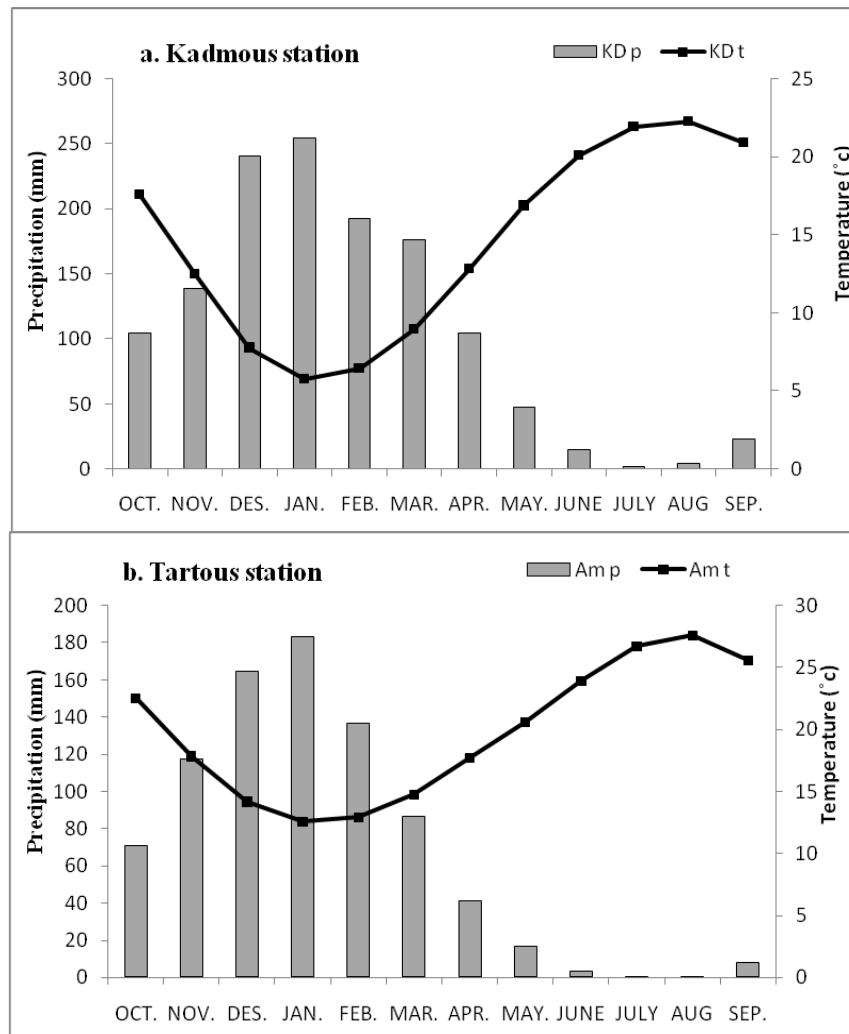 a. Kadmous station
KD p
KD t
300
250
200
150
100
50
0
Precipitation (mm)
25
20
15
10
5
0
Temperature (˚c)
OCT. NOV. DES. JAN. FEB. MAR. APR. MAY. JUNE JULY AUG SEP.
b. Tartous station
Am p
Am t
200
180
160
140
120
100
80
60
40
20
0
Precipitation (mm)
30
25
20
15
10
5
0
Temperature (˚c)
OCT. NOV. DES. JAN. FEB. MAR. APR. MAY. JUNE JULY AUG SEP.